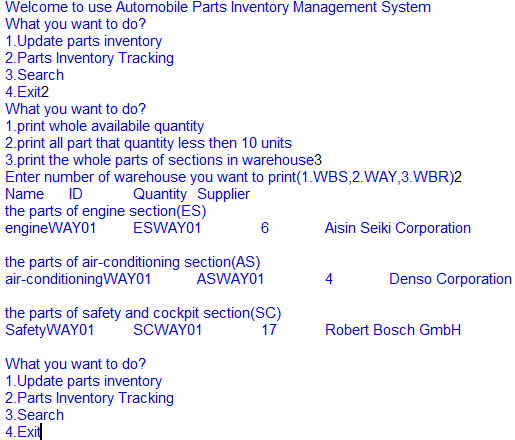 Welcome to use Automobile Parts Inventory Management System
What you want to do?
1.Update parts inventory
2.Parts Inventory Tracking
3.Search
4.Exit2
What you want to do?
1.print whole availabile quantity
2.print all part that quantity less then 10 units
3.print the whole parts of sections in warehouse3
Enter number of warehouse you want to print(1.WBS,2.WAY,3.WBR)2
Name ID Quantity Supplier
the parts of engine section(ES)
engineWAY01 ESWAY01 6 Aisin Seiki Corporation
the parts of air-conditioning section(AS)
air-conditioningWAY01 ASWAY01 4 Denso Corporation
the parts of safety and cockpit section(SC)
SafetyWAY01 SCWAY01 17 Robert Bosch GmbH
What you want to do?
1.Update parts inventory
2.Parts Inventory Tracking
3.Search
4.Exit